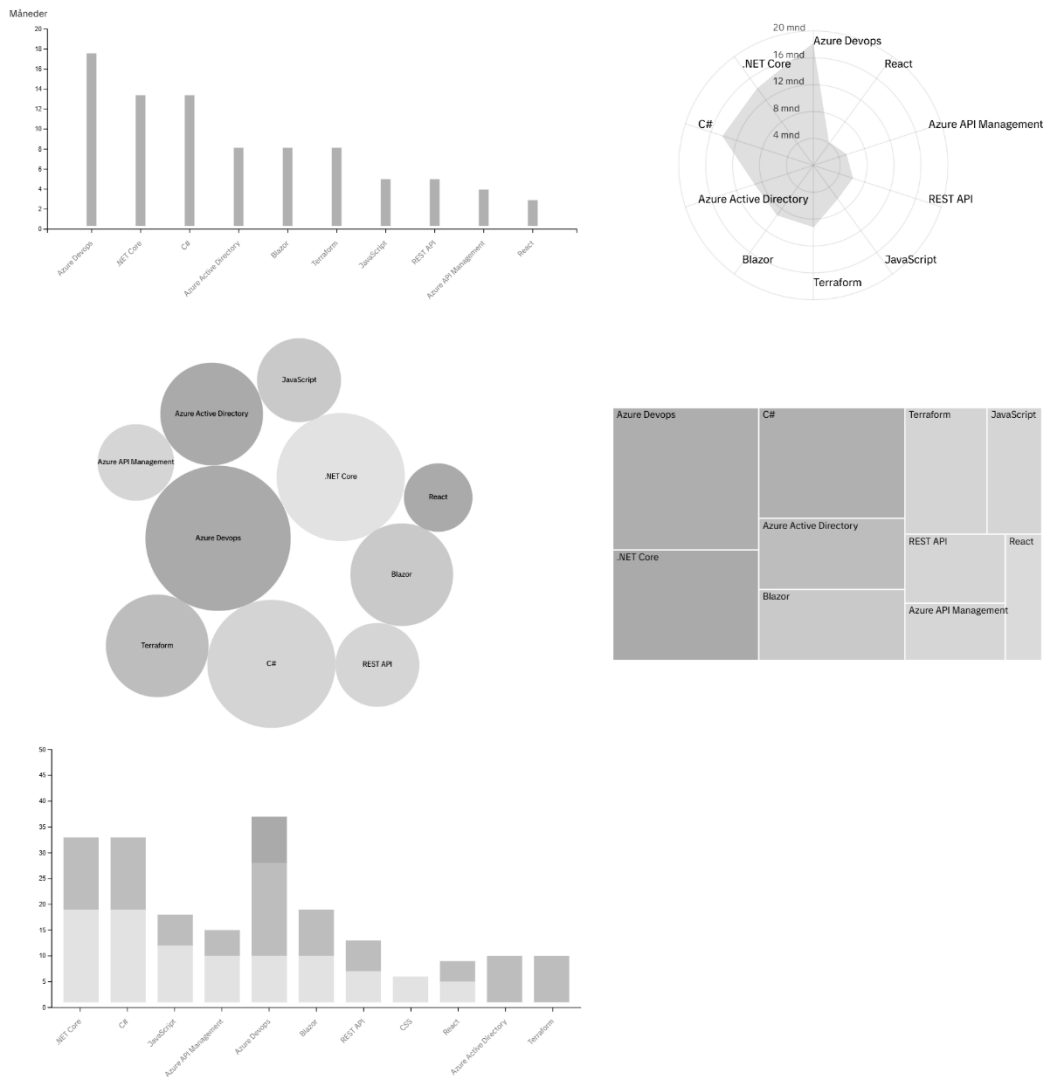 Måneder
20
18
16
14
12
10
8
6
4
2
0
Azure Devops
.NET Core
C#
Azure Active Directory
Blazor
Terraform
JavaScript
REST API
Azure API Management
React
20 mnd
16 mnd
12 mnd
8 mnd
4 mnd
Azure Devops
React
Azure API Management
REST API
JavaScript
Terraform
Blazor
Azure Active Directory
C#
.NET Core
JavaScript
Azure Active Directory
Azure API Management
.NET Core
React
Azure Devops
Blazor
Terraform
C#
REST API
Azure Devops
C#
Terraform
JavaScript
Azure Active Directory
REST API
React
.NET Core
Blazor
Azure API Management
50
45
40
35
30
25
20
15
10
5
0
.NET Core
C#
JavaScript
Azure API Management
Azure Devops
Blazor
REST API
CSS
React
Azure Active Directory
Terraform